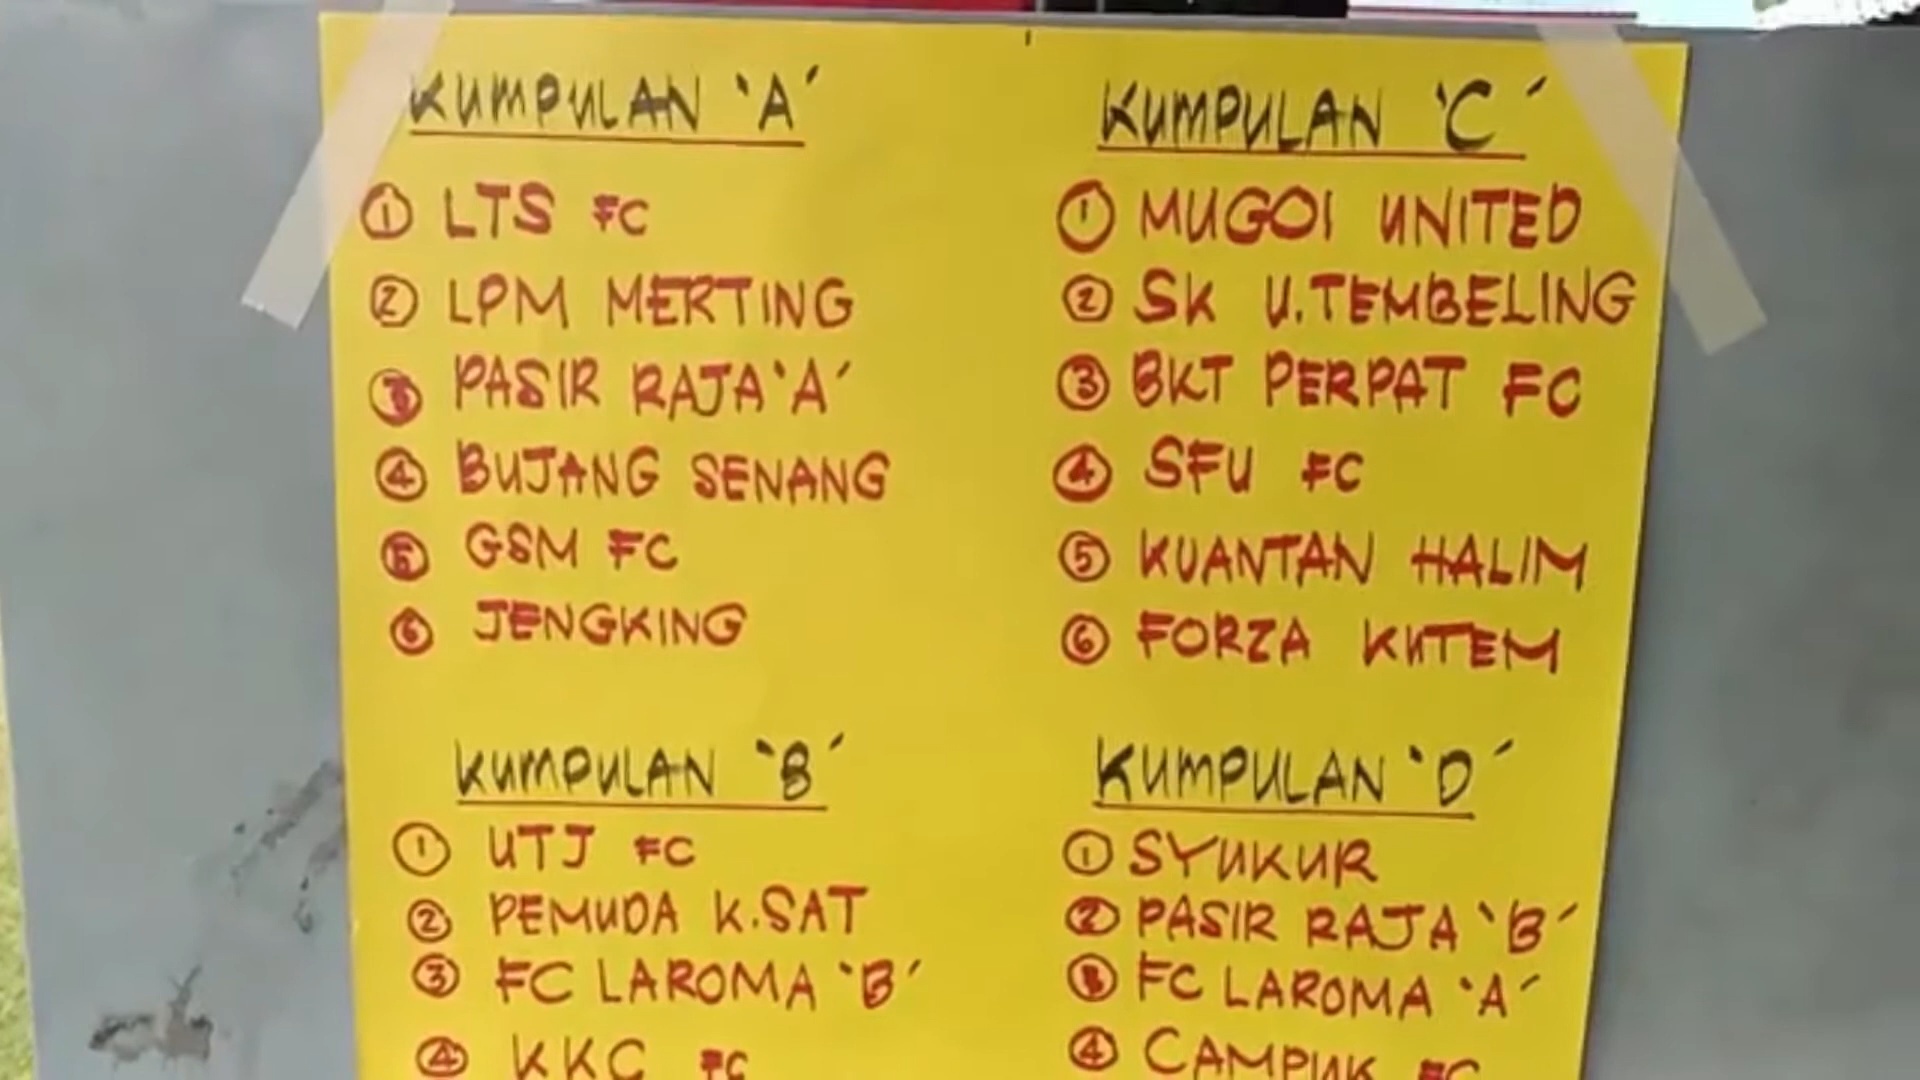 KUMPULAN 'A'
① LTS FC
② LPM MERTING
③ PASIR RAJA 'A'
④ BUJANG SENANG
⑤ GSM FC
⑥ JENGKING
KUMPULAN 'B'
① UTJ FC
② PEMUDA K.SAT
③ FC LAROMA 'B'
④ KKC FC
KUMPULAN 'C'
① MUGOI UNITED
② SK U.TEMBELING
③ BKT PERPAT FC
④ SFU FC
⑤ KUANTAN HALIM
⑥ FORZA KITEM
KUMPULAN 'D'
① SYUKUR
② PASIR RAJA 'B'
③ FC LAROMA 'A'
④ CAMPUK FC